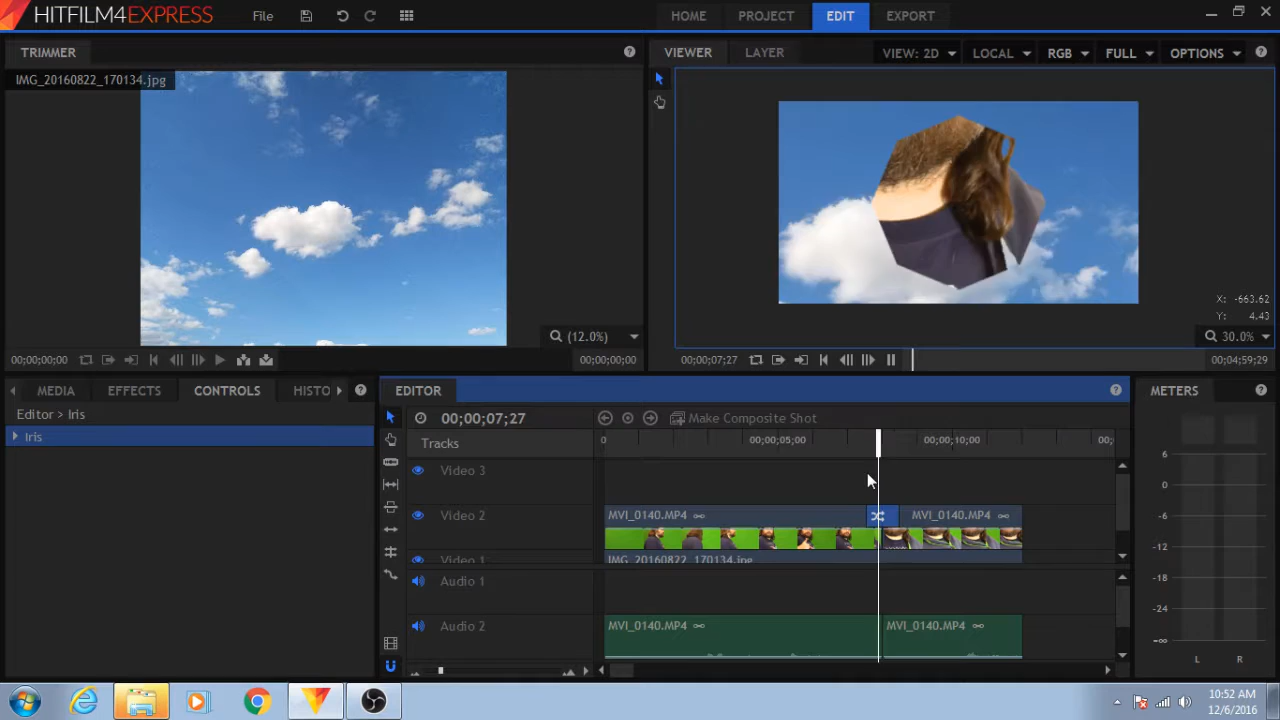 HITFILM4EXPRESS File HOME PROJECT EDIT EXPORT
TRIMMER
IMG_20160822_170134.jpg
(12.0%)
00;00;00;00 00;00;00;00
VIEWER LAYER VIEW: 2D LOCAL RGB FULL OPTIONS
X: -663.62
Y: 4.43
30.0%
00;00;07;27 00;04;59;29
MEDIA EFFECTS CONTROLS HISTO
Editor > Iris
Iris
EDITOR
00;00;07;27 Make Composite Shot
Tracks 0 00;00;05;00 00;00;10;00 00;
Video 3
Video 2 MVI_0140.MP4 MVI_0140.MP4
Video 1 IMG_20160822_170134.jpg
Audio 1
Audio 2 MVI_0140.MP4 MVI_0140.MP4
METERS
6
0
-6
-12
-18
-24
-∞
L R
10:52 AM
12/6/2016